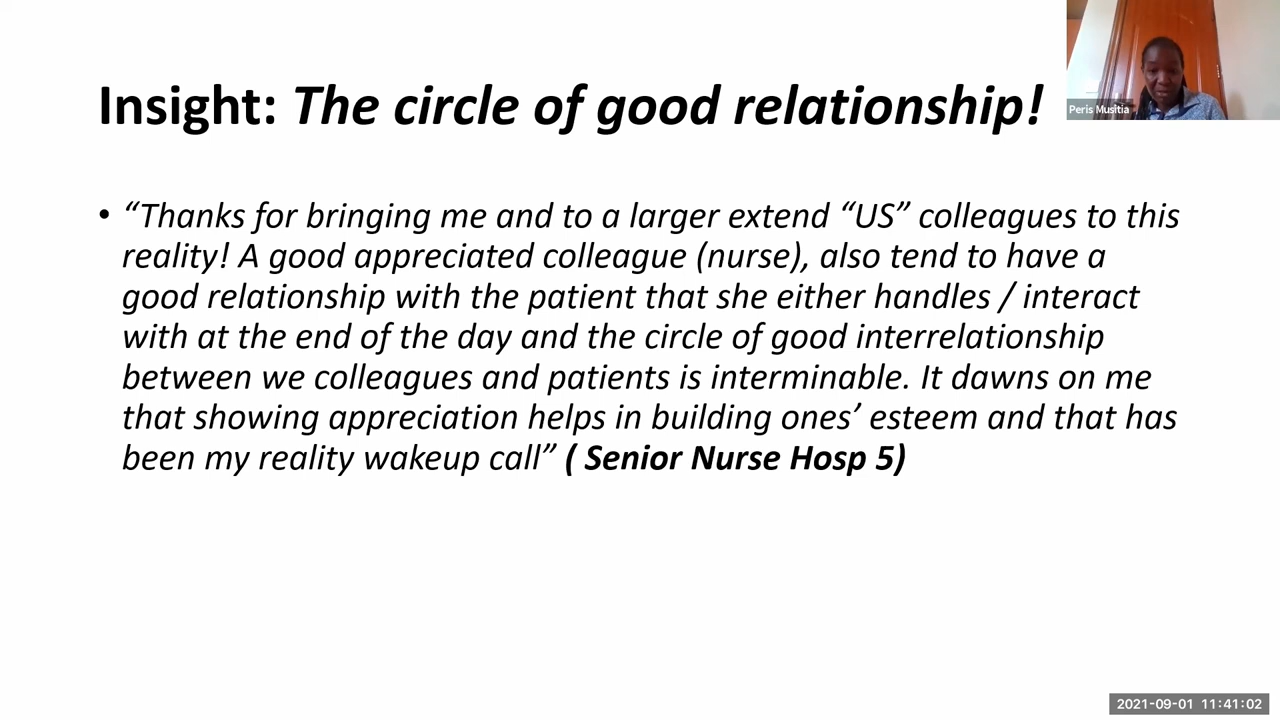 Insight: The circle of good relationship!
Peris Musitia
• “Thanks for bringing me and to a larger extend “US” colleagues to this
reality! A good appreciated colleague (nurse), also tend to have a
good relationship with the patient that she either handles / interact
with at the end of the day and the circle of good interrelationship
between we colleagues and patients is interminable. It dawns on me
that showing appreciation helps in building ones’ esteem and that has
been my reality wakeup call” ( Senior Nurse Hosp 5)
2021-09-01 11:41:02